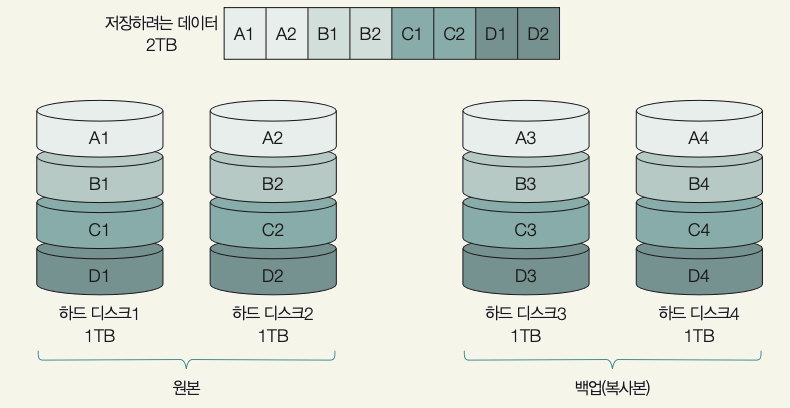 저장하려는 데이터
2TB
A1 A2 B1 B2 C1 C2 D1 D2
A1 A2 A3 A4
B1 B2 B3 B4
C1 C2 C3 C4
D1 D2 D3 D4
하드 디스크1 하드 디스크2 하드 디스크3 하드 디스크4
1TB 1TB 1TB 1TB
원본 백업(복사본)